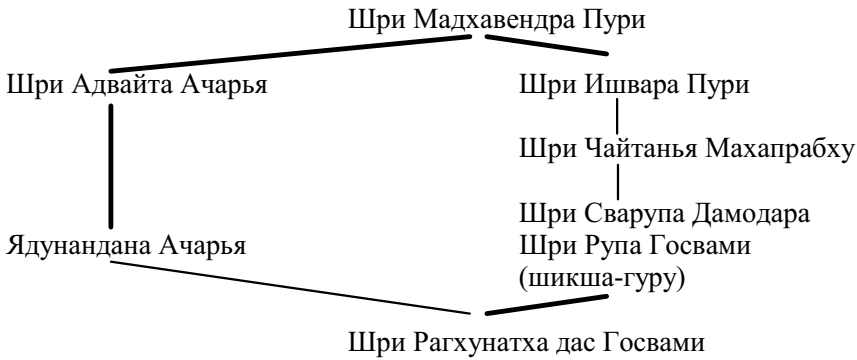 Шри Мадхавендра Пури
Шри Адвайта Ачарья
Шри Ишвара Пури
Шри Чайтанья Махапрабху
Шри Сварупа Дамодара
Ядунандана Ачарья
Шри Рупа Госвами
(шикша-гуру)
Шри Рагхунатха дас Госвами